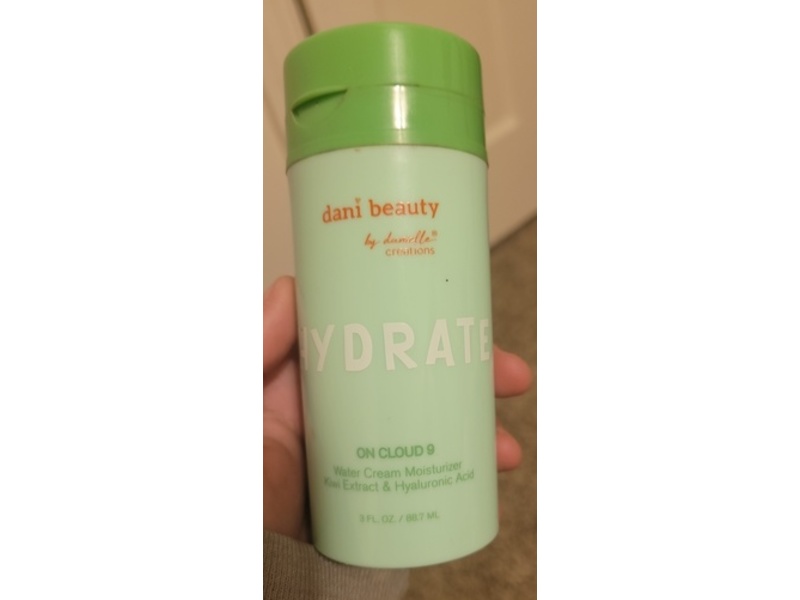 dani beauty
by danielle®
creations
HYDRATE
ON CLOUD 9
Water Cream Moisturizer
Kiwi Extract & Hyaluronic Acid
3 FL. OZ. / 88.7 ML